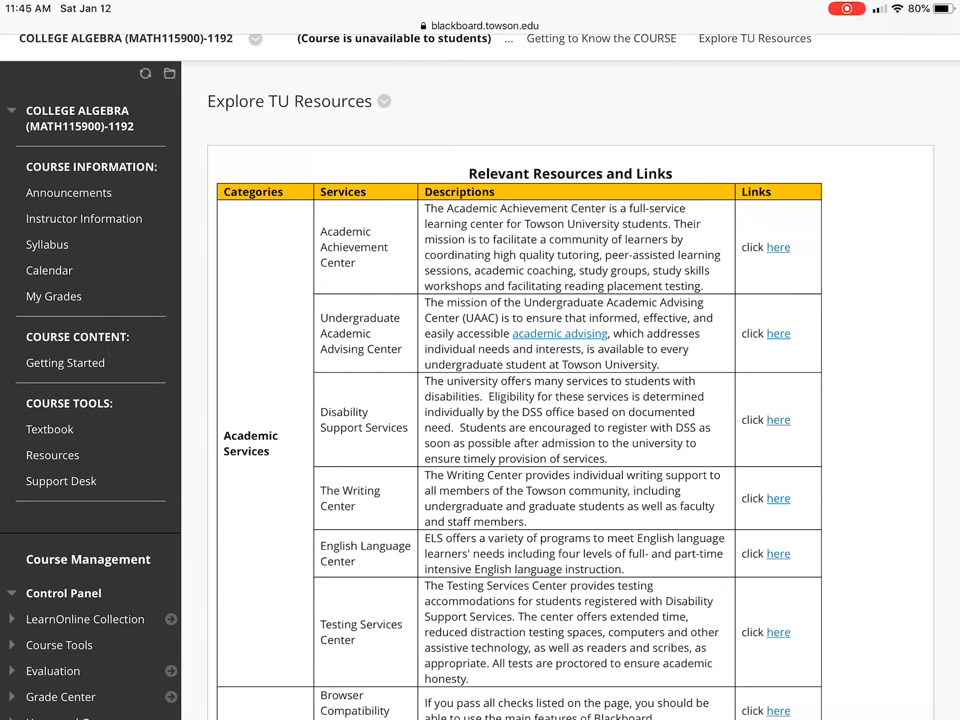 11:45 AM Sat Jan 12
80%
blackboard.towson.edu
COLLEGE ALGEBRA (MATH115900)-1192
(Course is unavailable to students)
... Getting to Know the COURSE
Explore TU Resources
COLLEGE ALGEBRA
(MATH115900)-1192
COURSE INFORMATION:
Announcements
Instructor Information
Syllabus
Calendar
My Grades
COURSE CONTENT:
Getting Started
COURSE TOOLS:
Textbook
Resources
Support Desk
Course Management
Control Panel
LearnOnline Collection
Course Tools
Evaluation
Grade Center
Explore TU Resources
Relevant Resources and Links
Categories Services Descriptions Links
Academic
Services
Academic
Achievement
Center
The Academic Achievement Center is a full-service
learning center for Towson University students. Their
mission is to facilitate a community of learners by
coordinating high quality tutoring, peer-assisted learning
sessions, academic coaching, study groups, study skills
workshops and facilitating reading placement testing.
click here
Undergraduate
Academic
Advising Center
The mission of the Undergraduate Academic Advising
Center (UAAC) is to ensure that informed, effective, and
easily accessible academic advising, which addresses
individual needs and interests, is available to every
undergraduate student at Towson University.
click here
Disability
Support Services
The university offers many services to students with
disabilities.  Eligibility for these services is determined
individually by the DSS office based on documented
need.  Students are encouraged to register with DSS as
soon as possible after admission to the university to
ensure timely provision of services.
click here
The Writing
Center
The Writing Center provides individual writing support to
all members of the Towson community, including
undergraduate and graduate students as well as faculty
and staff members.
click here
English Language
Center
ELS offers a variety of programs to meet English language
learners' needs including four levels of full- and part-time
intensive English language instruction.
click here
Testing Services
Center
The Testing Services Center provides testing
accommodations for students registered with Disability
Support Services. The center offers extended time,
reduced distraction testing spaces, computers and other
assistive technology, as well as readers and scribes, as
appropriate. All tests are proctored to ensure academic
honesty.
click here
Browser
Compatibility
If you pass all checks listed on the page, you should be
able to use the main features of Blackboard.
click here